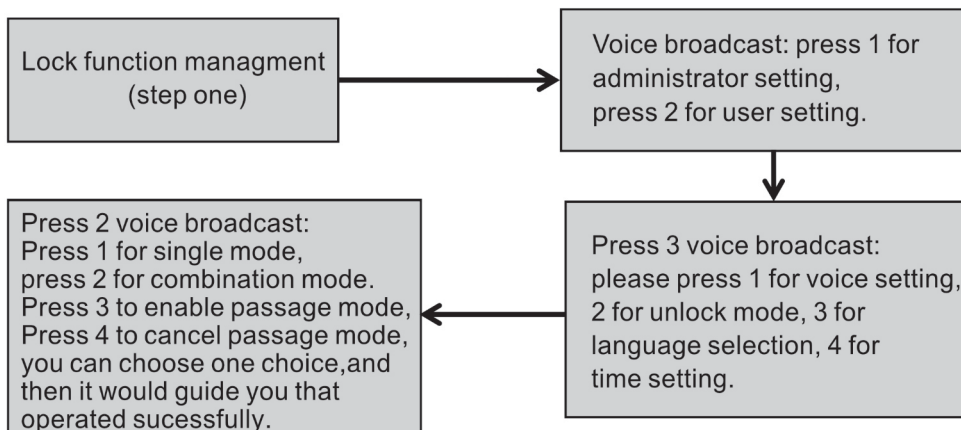 Lock function managment
(step one)
Voice broadcast: press 1 for
administrator setting,
press 2 for user setting.
Press 3 voice broadcast:
please press 1 for voice setting,
2 for unlock mode, 3 for
language selection, 4 for
time setting.
Press 2 voice broadcast:
Press 1 for single mode,
press 2 for combination mode.
Press 3 to enable passage mode,
Press 4 to cancel passage mode,
you can choose one choice,and
then it would guide you that
operated sucessfully.